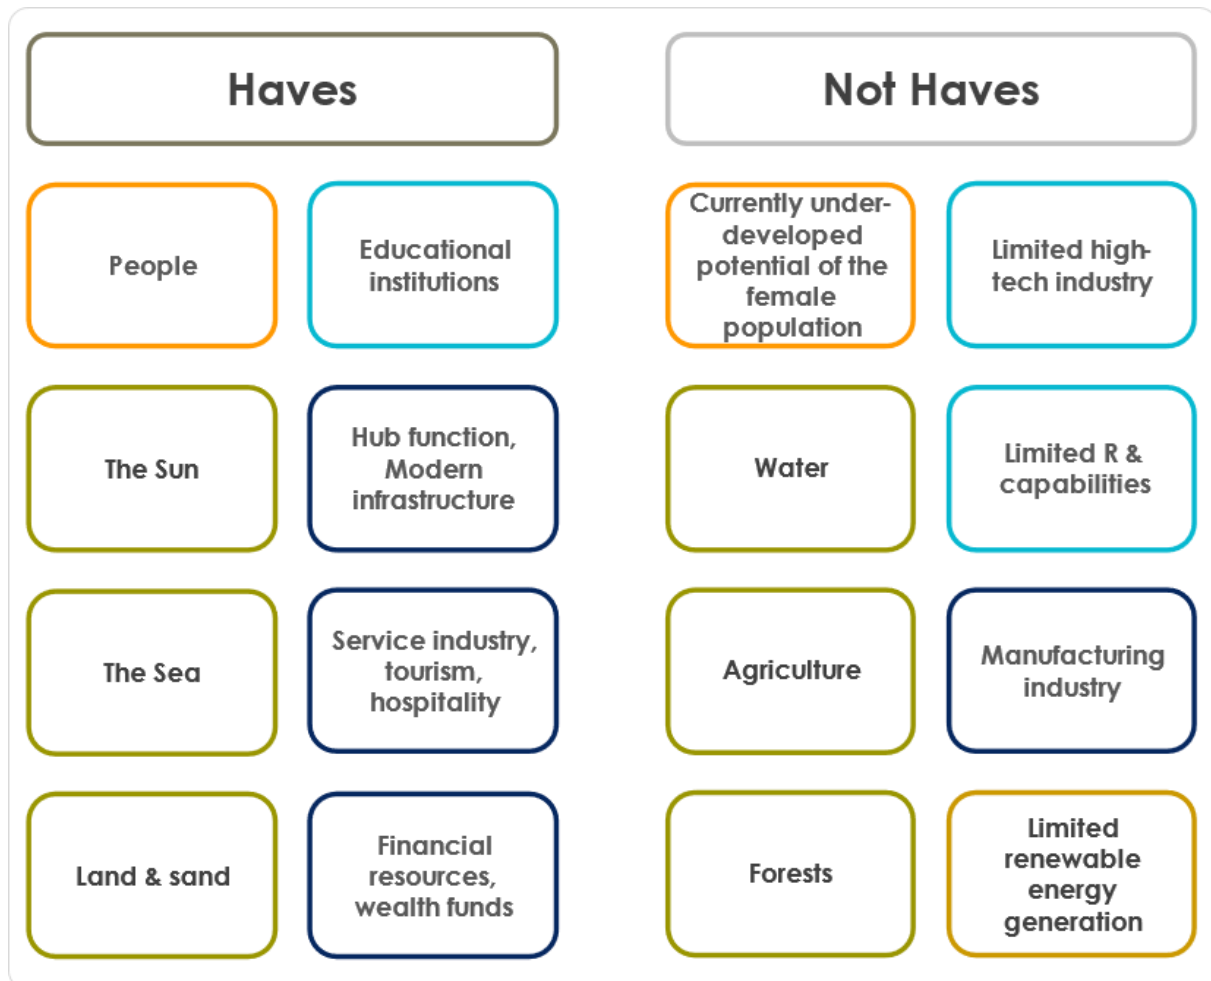 Haves
Not Haves
People
Educational
institutions
Currently under-
developed
potential of the
female
population
Limited high-
tech industry
The Sun
Hub function,
Modern
infrastructure
Water
Limited R &
capabilities
The Sea
Service industry,
tourism,
hospitality
Agriculture
Manufacturing
industry
Land & sand
Financial
resources,
wealth funds
Forests
Limited
renewable
energy
generation